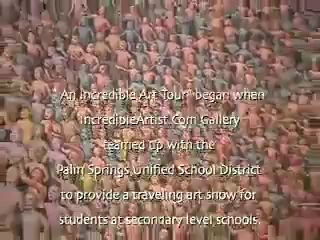 "An Incredible Art Tour" began when
IncredibleArtist.Com Gallery
teamed up with the
Palm Springs Unified School District
to provide a traveling art show for
students at secondary level schools.